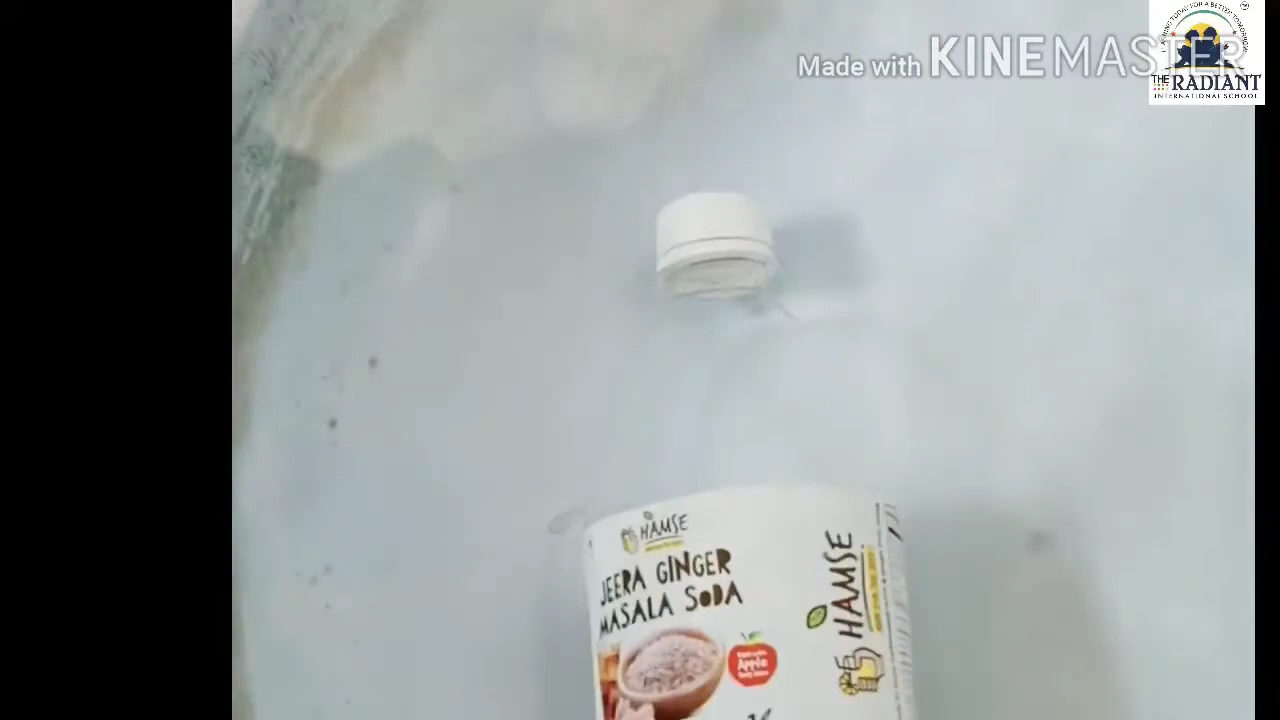 Made with KINEMASTER
THE RADIANT
INTERNATIONAL SCHOOL
HAMSE
JEERA GINGER
MASALA SODA
Apple
HAMSE